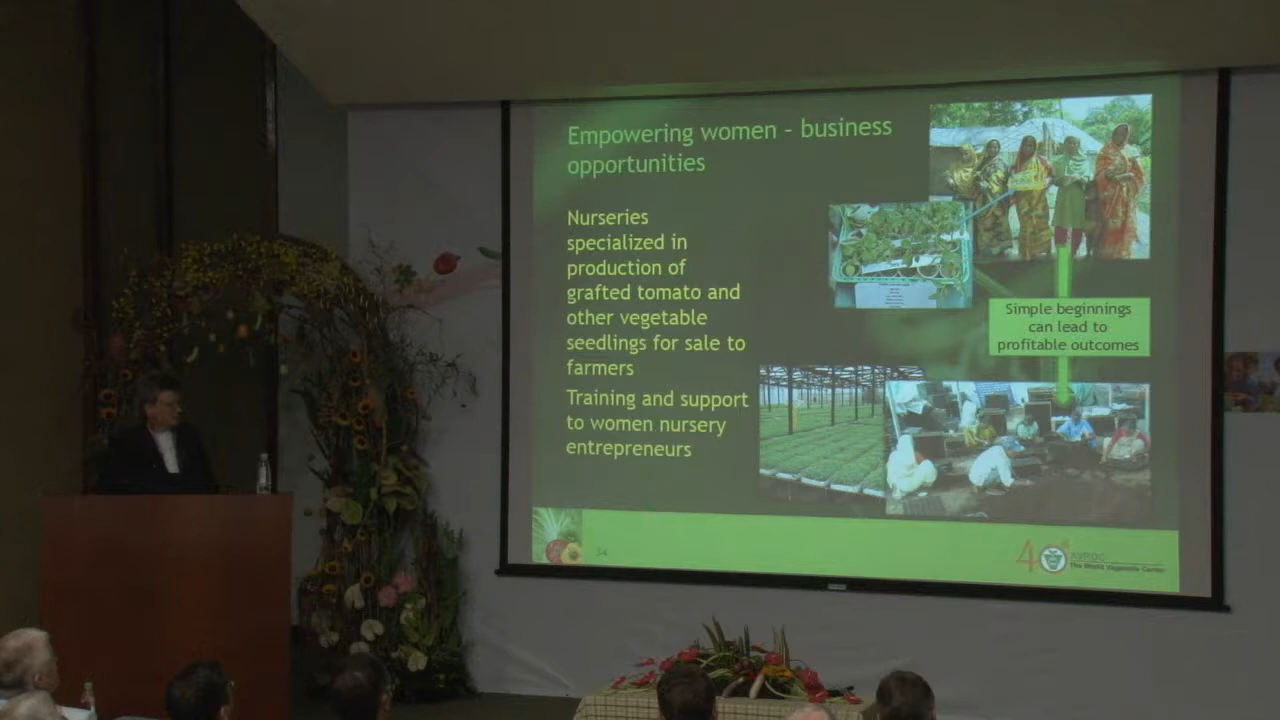 Empowering women – business
opportunities
Nurseries
specialized in
production of
grafted tomato and
other vegetable
seedlings for sale to
farmers
Training and support
to women nursery
entrepreneurs
Simple beginnings
can lead to
profitable outcomes
34
40
AVRDC
The World Vegetable Center